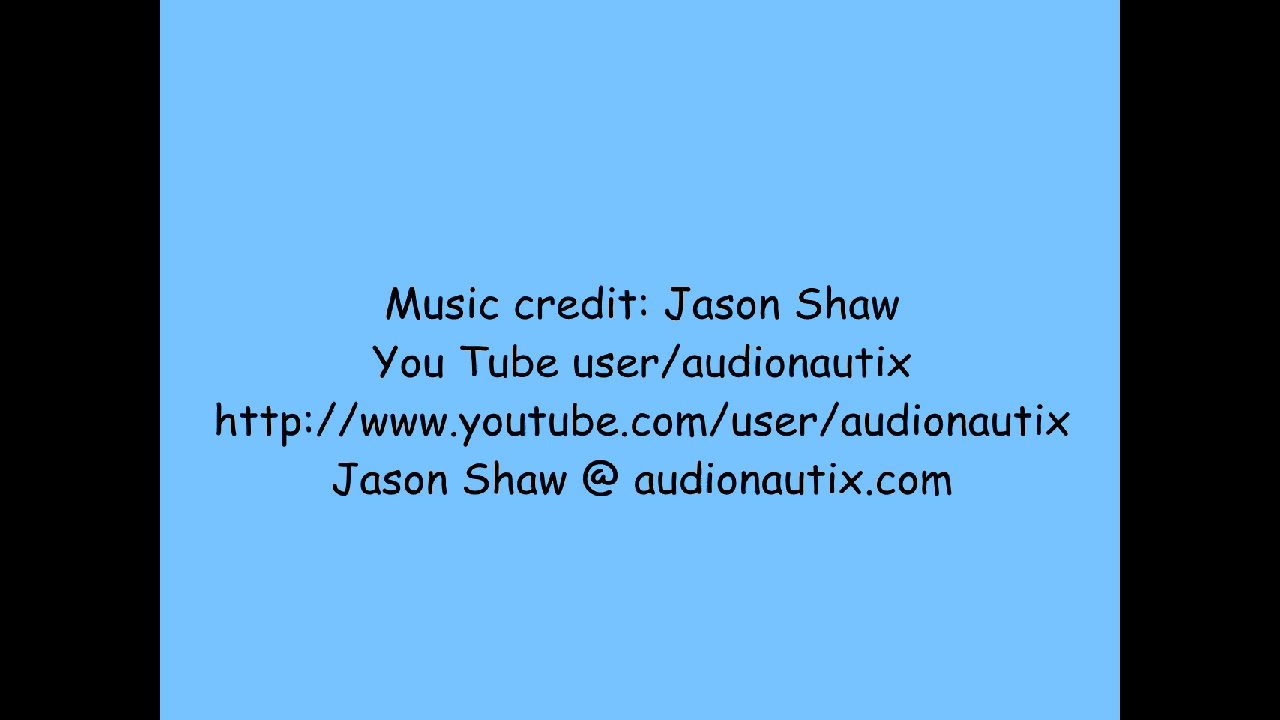 Music credit: Jason Shaw
You Tube user/audionautix
http://www.youtube.com/user/audionautix
Jason Shaw @ audionautix.com